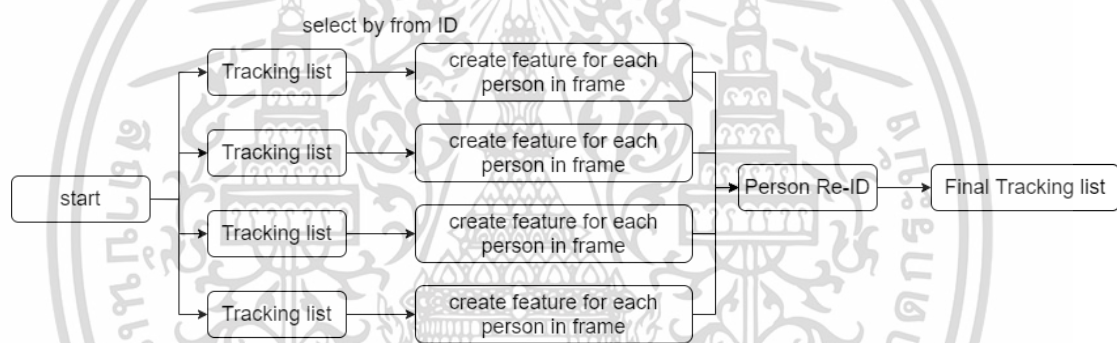 select by from ID
Tracking list
create feature for each
person in frame
Tracking list
create feature for each
person in frame
start
Person Re-ID
Final Tracking list
Tracking list
create feature for each
person in frame
Tracking list
create feature for each
person in frame